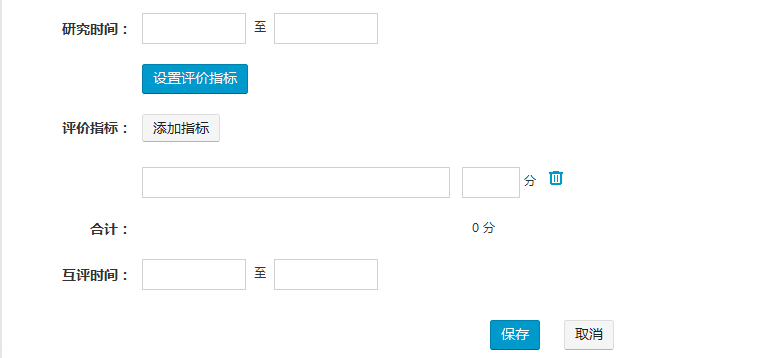 研究时间： 至
设置评价指标
评价指标： 添加指标
分
合计： 0 分
互评时间： 至
保存 取消